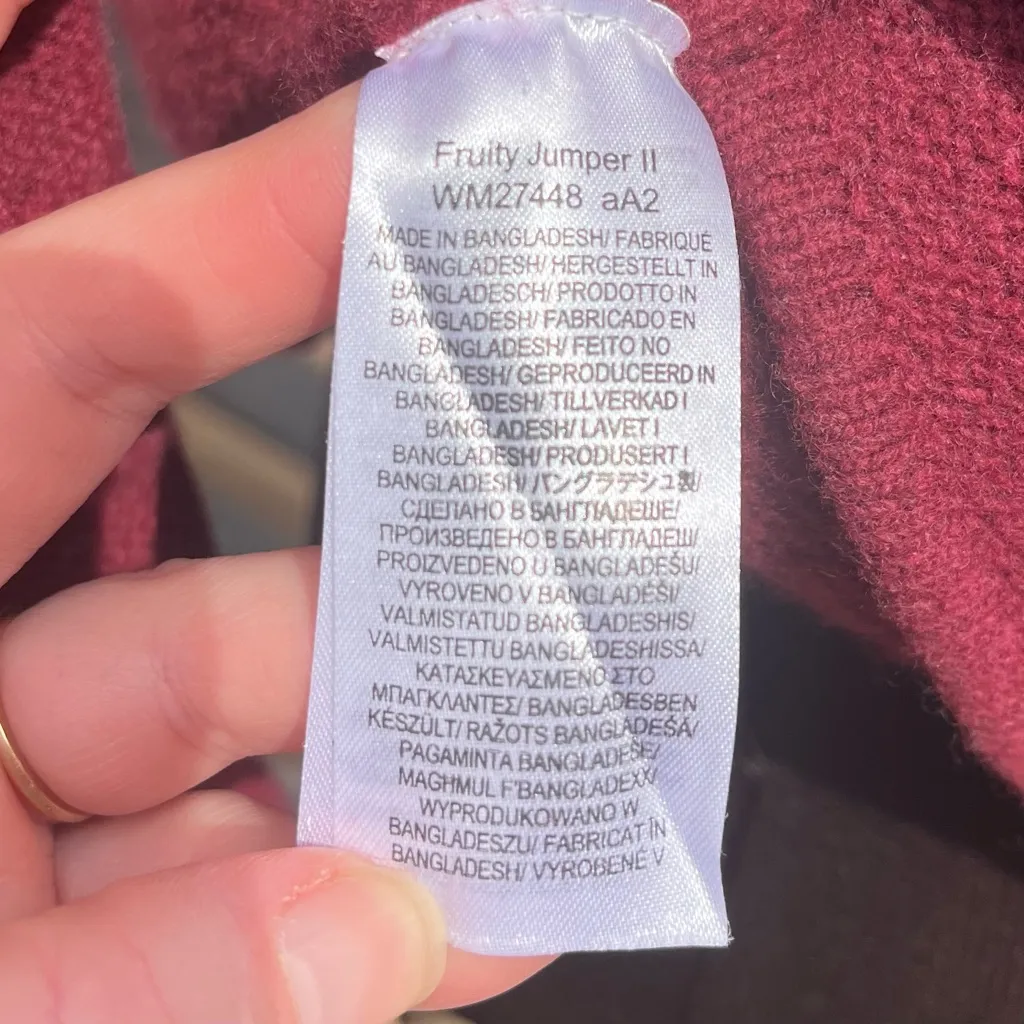 Fruity Jumper II
WM27448 aA2
MADE IN BANGLADESH/ FABRIQUÉ
AU BANGLADESH/ HERGESTELLT IN
BANGLADESCH/ PRODOTTO IN
BANGLADESH/ FABRICADO EN
BANGLADESH/ FEITO NO
BANGLADESH/ GEPRODUCEERD IN
BANGLADESH/ TILLVERKAD I
BANGLADESH/ LAVET I
BANGLADESH/ PRODUSERT I
BANGLADESH/ バングラデシュ製/
СДЕЛАНО В БАНГЛАДЕШЕ/
ПРОИЗВЕДЕНО В БАНГЛАДЕШ/
PROIZVEDENO U BANGLADEŠU/
VYROVENO V BANGLADÉŠI/
VALMISTATUD BANGLADESHIS/
VALMISTETTU BANGLADESHISSA/
ΚΑΤΑΣΚΕΥΑΣΜΕΝΟ ΣΤΟ
ΜΠΑΓΚΛΑΝΤΕΣ/ BANGLADESBEN
KÉSZÜLT/ RAŽOTS BANGLADEŠĀ/
PAGAMINTA BANGLADEŠE/
MAGĦMUL F'BANGLADEXX/
WYPRODUKOWANO W
BANGLADESZU/ FABRICAT ÎN
BANGLADESH/ VYROBENÉ V